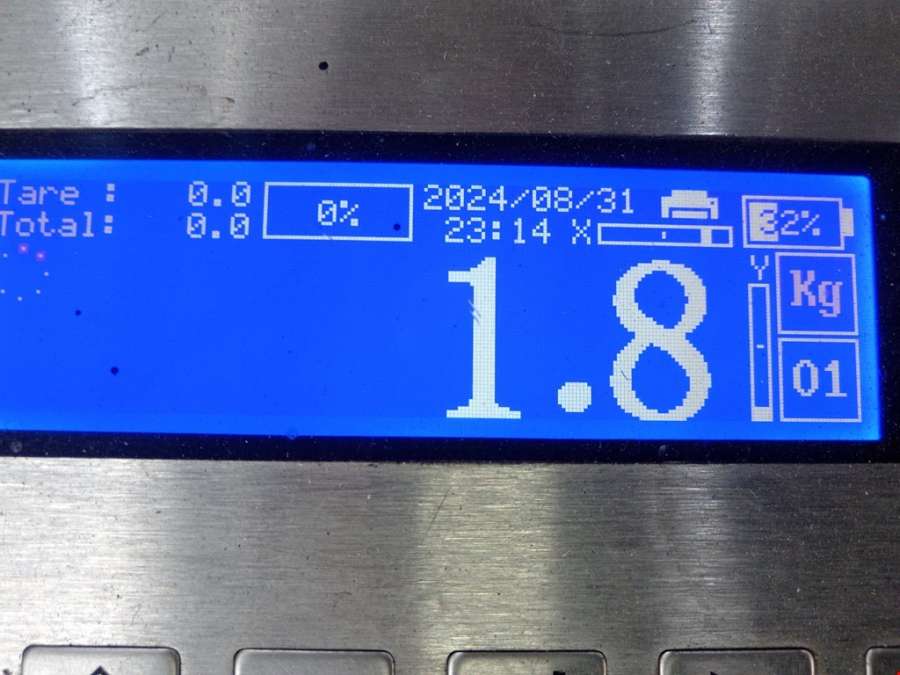 Tare : 0.0
Total: 0.0
0%
2024/08/31
23:14 X
32%
1.8
Y
Kg
01